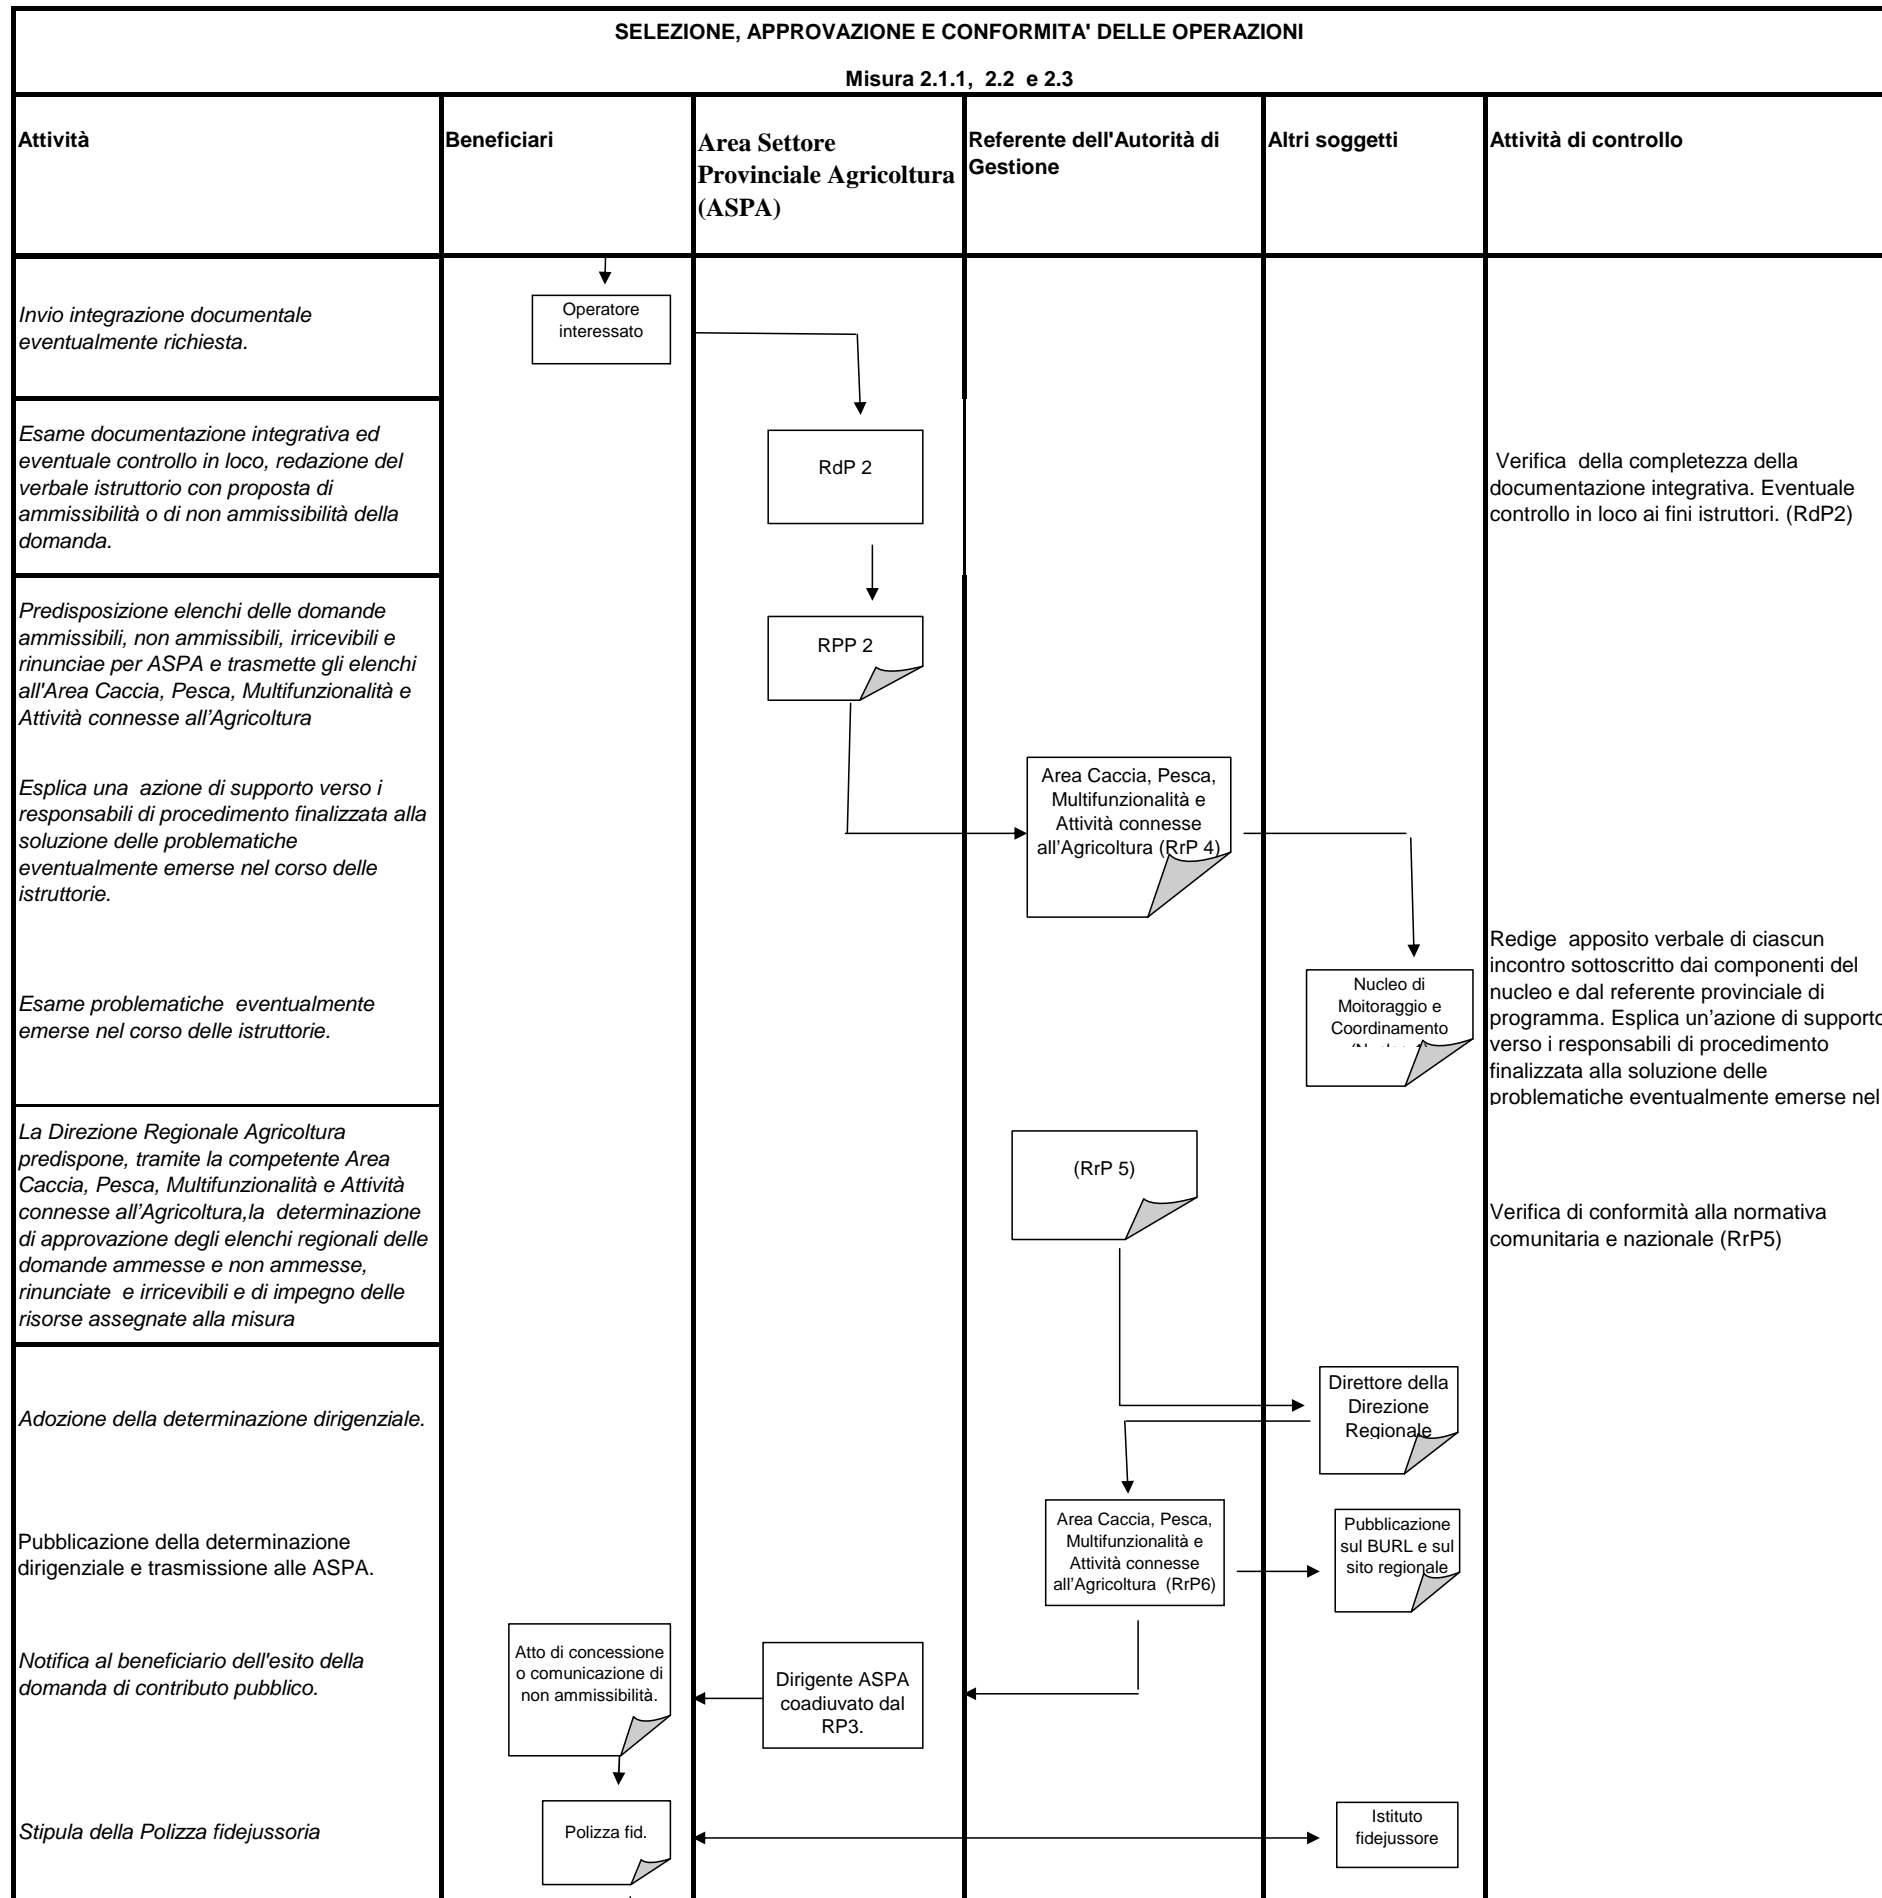 SELEZIONE, APPROVAZIONE E CONFORMITA' DELLE OPERAZIONI
Misura 2.1.1, 2.2 e 2.3
Attività
Beneficiari
Area Settore
Provinciale Agricoltura
(ASPA)
Referente dell'Autorità di
Gestione
Altri soggetti
Attività di controllo
Invio integrazione documentale
eventualmente richiesta.
Operatore
interessato
Esame documentazione integrativa ed
eventuale controllo in loco, redazione del
verbale istruttorio con proposta di
ammissibilità o di non ammissibilità della
domanda.
RdP 2
Verifica della completezza della
documentazione integrativa. Eventuale
controllo in loco ai fini istruttori. (RdP2)
Predisposizione elenchi delle domande
ammissibili, non ammissibili, irricevibili e
rinunciae per ASPA e trasmette gli elenchi
all'Area Caccia, Pesca, Multifunzionalità e
Attività connesse all’Agricoltura
RPP 2
Esplica una azione di supporto verso i
responsabili di procedimento finalizzata alla
soluzione delle problematiche
eventualmente emerse nel corso delle
istruttorie.
Area Caccia, Pesca,
Multifunzionalità e
Attività connesse
all’Agricoltura (RrP 4)
Esame problematiche eventualmente
emerse nel corso delle istruttorie.
Nucleo di
Moitoraggio e
Coordinamento
Redige apposito verbale di ciascun
incontro sottoscritto dai componenti del
nucleo e dal referente provinciale di
programma. Esplica un’azione di supporto
verso i responsabili di procedimento
finalizzata alla soluzione delle
problematiche eventualmente emerse nel
La Direzione Regionale Agricoltura
predispone, tramite la competente Area
Caccia, Pesca, Multifunzionalità e Attività
connesse all’Agricoltura,la determinazione
di approvazione degli elenchi regionali delle
domande ammesse e non ammesse,
rinunciate e irricevibili e di impegno delle
risorse assegnate alla misura
(RrP 5)
Verifica di conformità alla normativa
comunitaria e nazionale (RrP5)
Adozione della determinazione dirigenziale.
Direttore della
Direzione
Regionale
Pubblicazione della determinazione
dirigenziale e trasmissione alle ASPA.
Area Caccia, Pesca,
Multifunzionalità e
Attività connesse
all’Agricoltura (RrP6)
Pubblicazione
sul BURL e sul
sito regionale
Notifica al beneficiario dell'esito della
domanda di contributo pubblico.
Atto di concessione
o comunicazione di
non ammissibilità.
Dirigente ASPA
coadiuvato dal
RP3.
Stipula della Polizza fidejussoria
Polizza fid.
Istituto
fidejussore